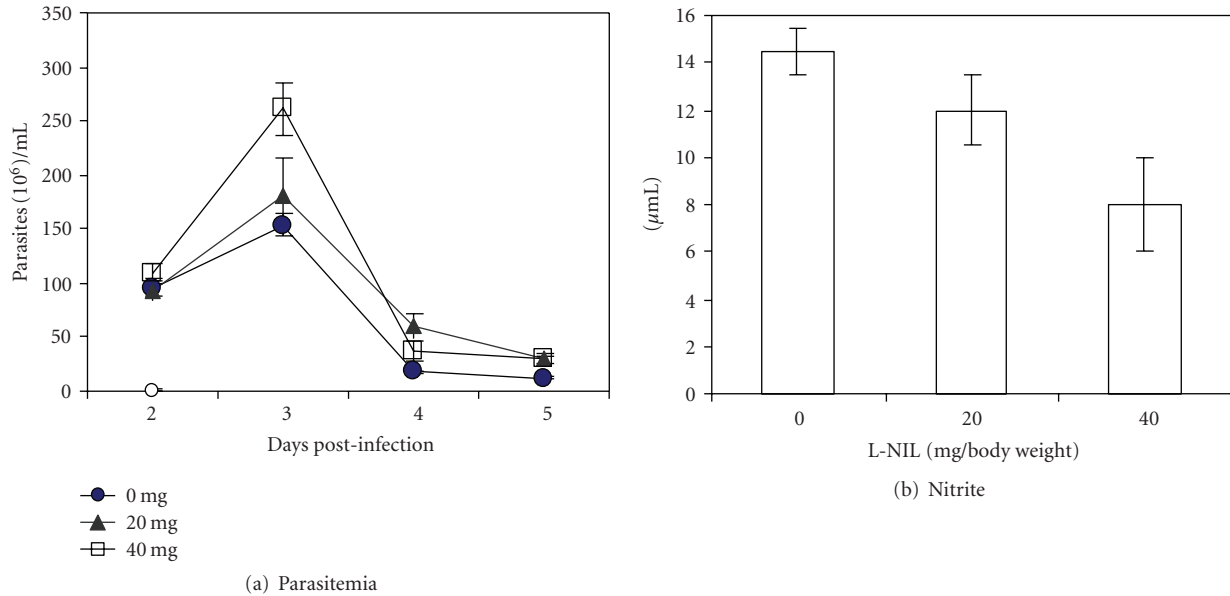 350
300
250
200
150
100
50
0
Parasites (10⁶)/mL
2 3 4 5
Days post-infection
0 mg
20 mg
40 mg
(a) Parasitemia
16
14
12
10
8
6
4
2
0
(μmL)
0 20 40
L-NIL (mg/body weight)
(b) Nitrite